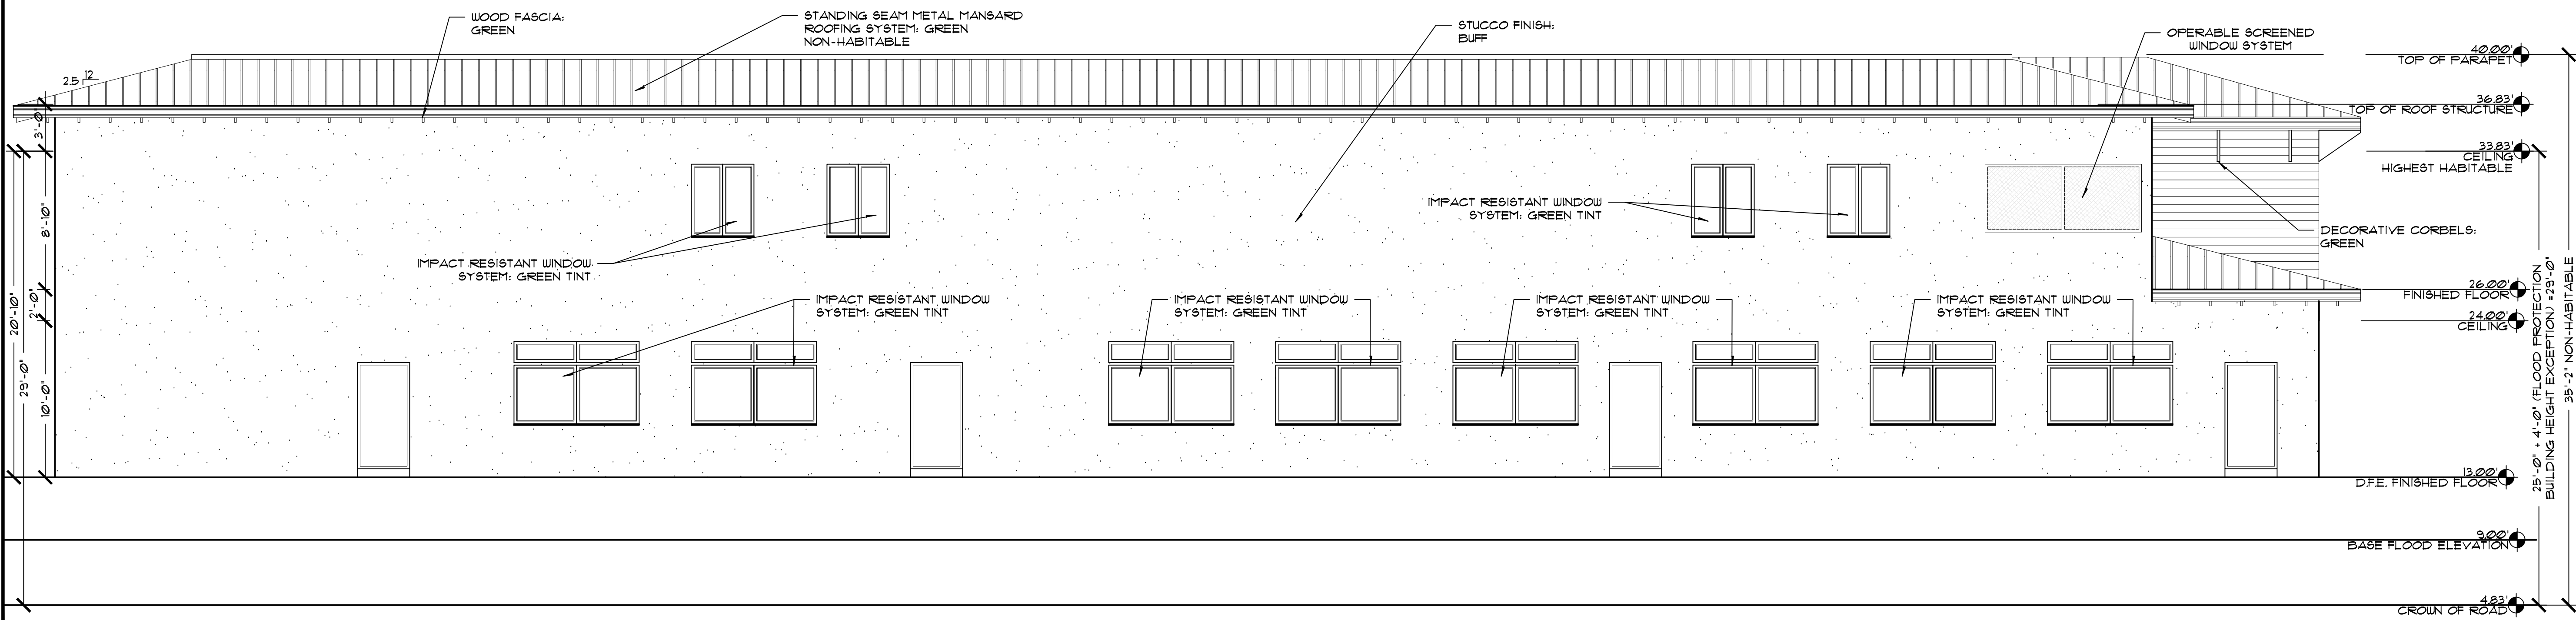 WOOD FASCIA:
GREEN
STANDING SEAM METAL MANSARD
ROOFING SYSTEM: GREEN
NON-HABITABLE
STUCCO FINISH:
BUFF
OPERABLE SCREENED
WINDOW SYSTEM
40.00'
TOP OF PARAPET
12
2.5
36.83'
TOP OF ROOF STRUCTURE
33.83'
CEILING
HIGHEST HABITABLE
IMPACT RESISTANT WINDOW
SYSTEM: GREEN TINT
IMPACT RESISTANT WINDOW
SYSTEM: GREEN TINT
DECORATIVE CORBELS:
GREEN
IMPACT RESISTANT WINDOW
SYSTEM: GREEN TINT
IMPACT RESISTANT WINDOW
SYSTEM: GREEN TINT
IMPACT RESISTANT WINDOW
SYSTEM: GREEN TINT
IMPACT RESISTANT WINDOW
SYSTEM: GREEN TINT
26.00'
FINISHED FLOOR
24.00'
CEILING
13.00'
D.F.E. FINISHED FLOOR
9.00'
BASE FLOOD ELEVATION
4.83'
CROWN OF ROAD
3'-0"
8'-10"
2'-0"
10'-0"
20'-10"
29'-0"
25'-0" + 4'-0" (FLOOD PROTECTION
BUILDING HEIGHT EXCEPTION) =29'-0"
35'-2" NON-HABITABLE